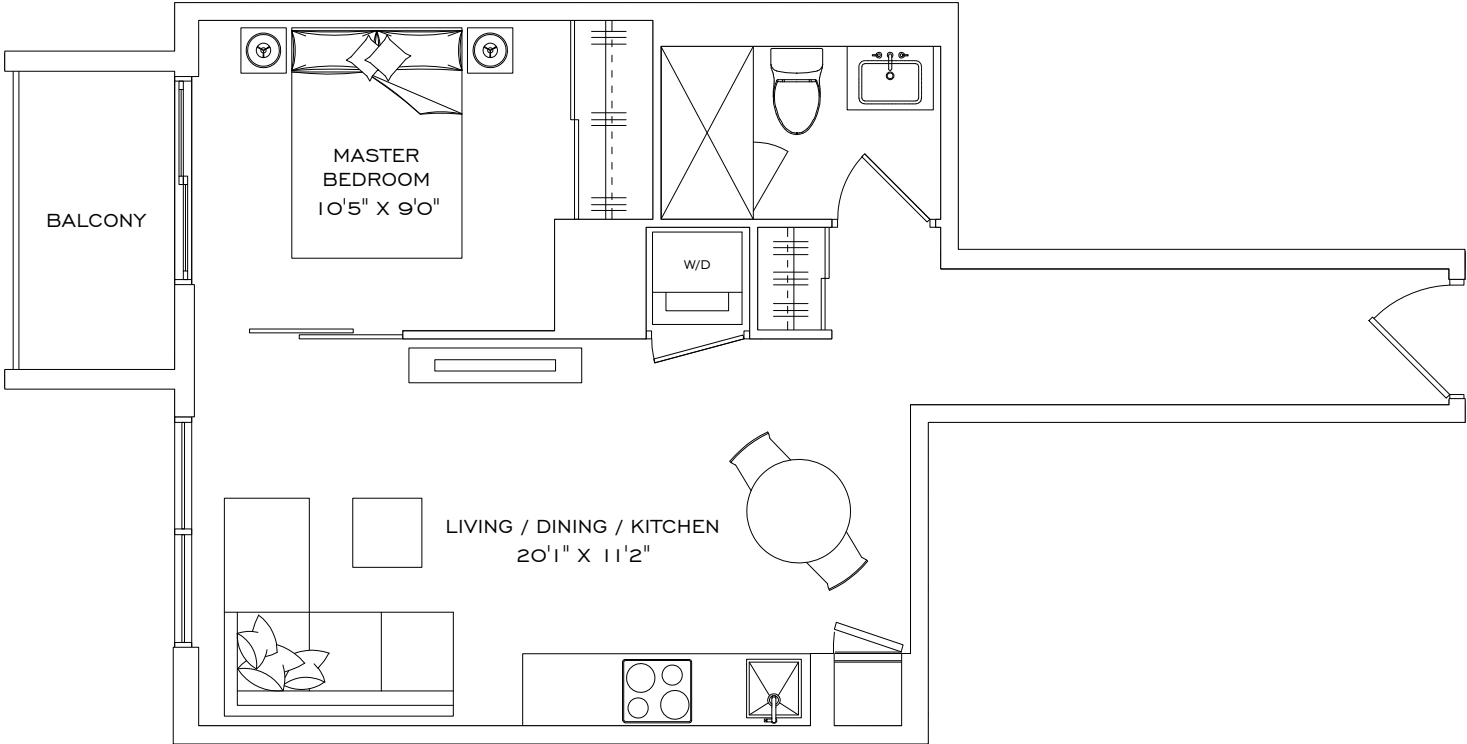 MASTER
BEDROOM
10'5" X 9'0"
BALCONY
W/D
LIVING / DINING / KITCHEN
20'1" X 11'2"